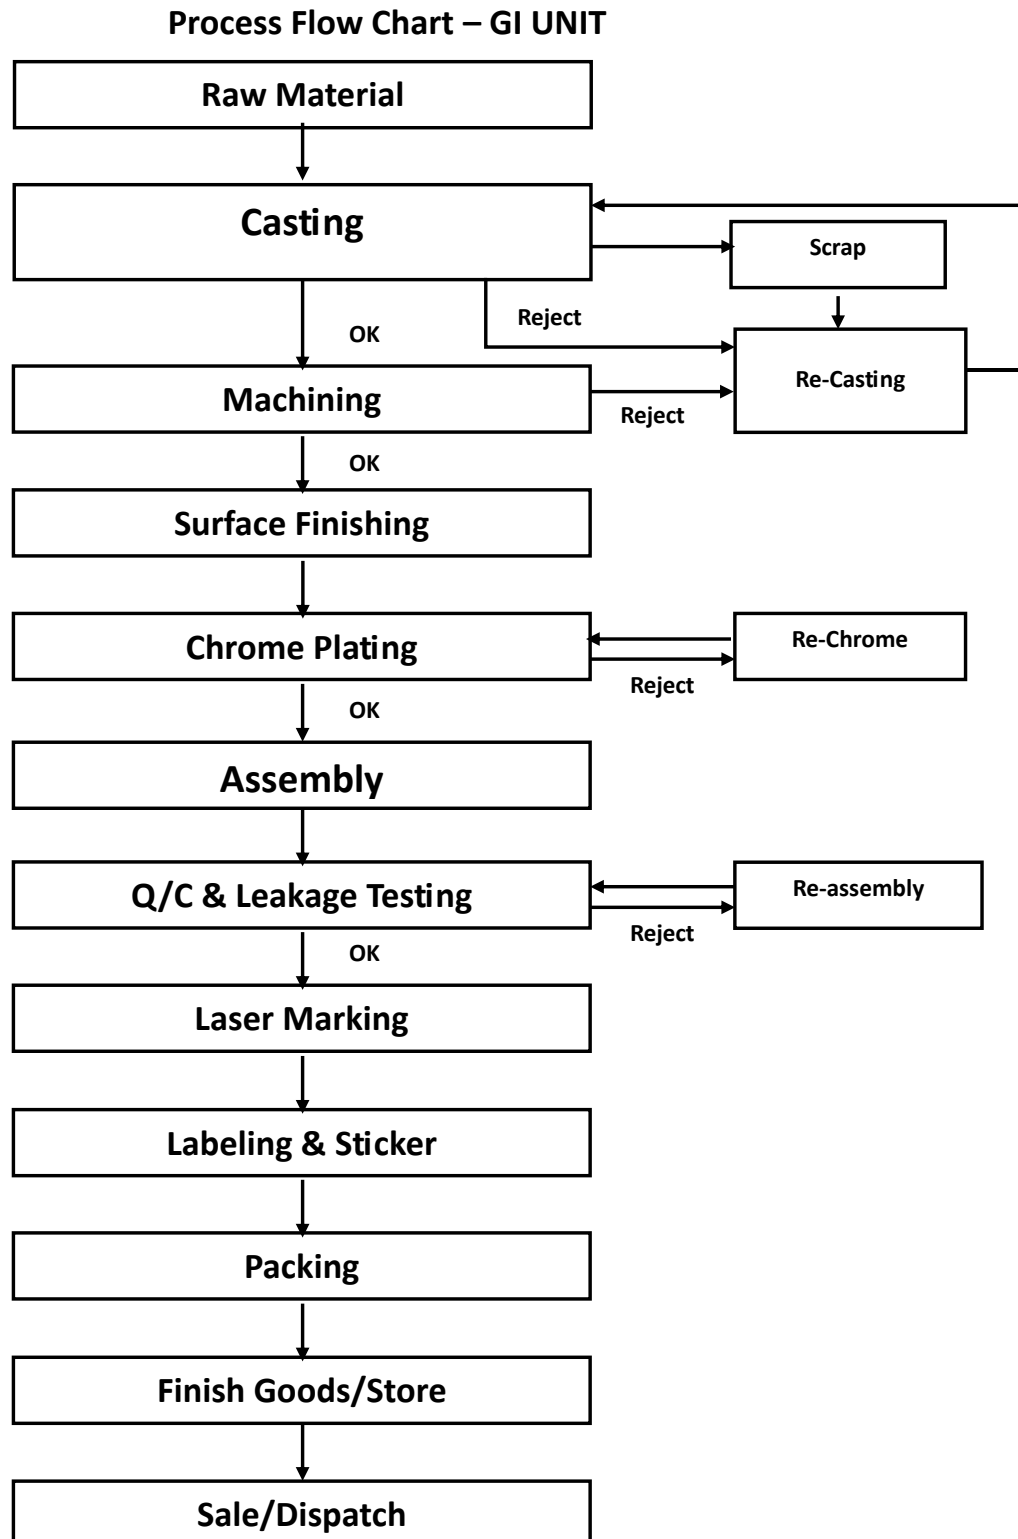 Process Flow Chart – GI UNIT
Raw Material
Casting
Scrap
Reject
OK
Re-Casting
Machining
Reject
OK
Surface Finishing
Chrome Plating
Re-Chrome
Reject
OK
Assembly
Q/C & Leakage Testing
Re-assembly
Reject
OK
Laser Marking
Labeling & Sticker
Packing
Finish Goods/Store
Sale/Dispatch